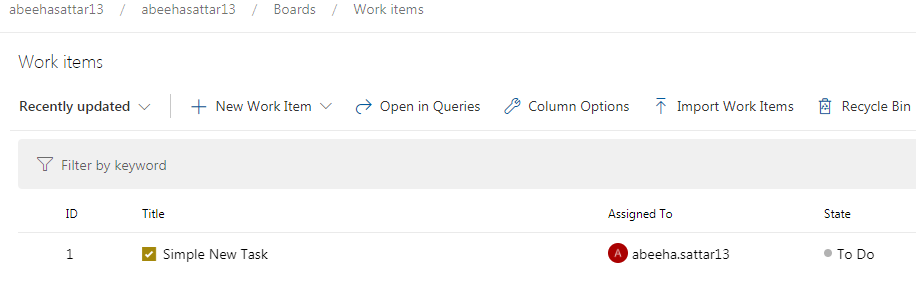 abeehasattar13 / abeehasattar13 / Boards / Work items
Work items
Recently updated New Work Item Open in Queries Column Options Import Work Items Recycle Bin
Filter by keyword
ID Title Assigned To State
1 Simple New Task A abeeha.sattar13 To Do